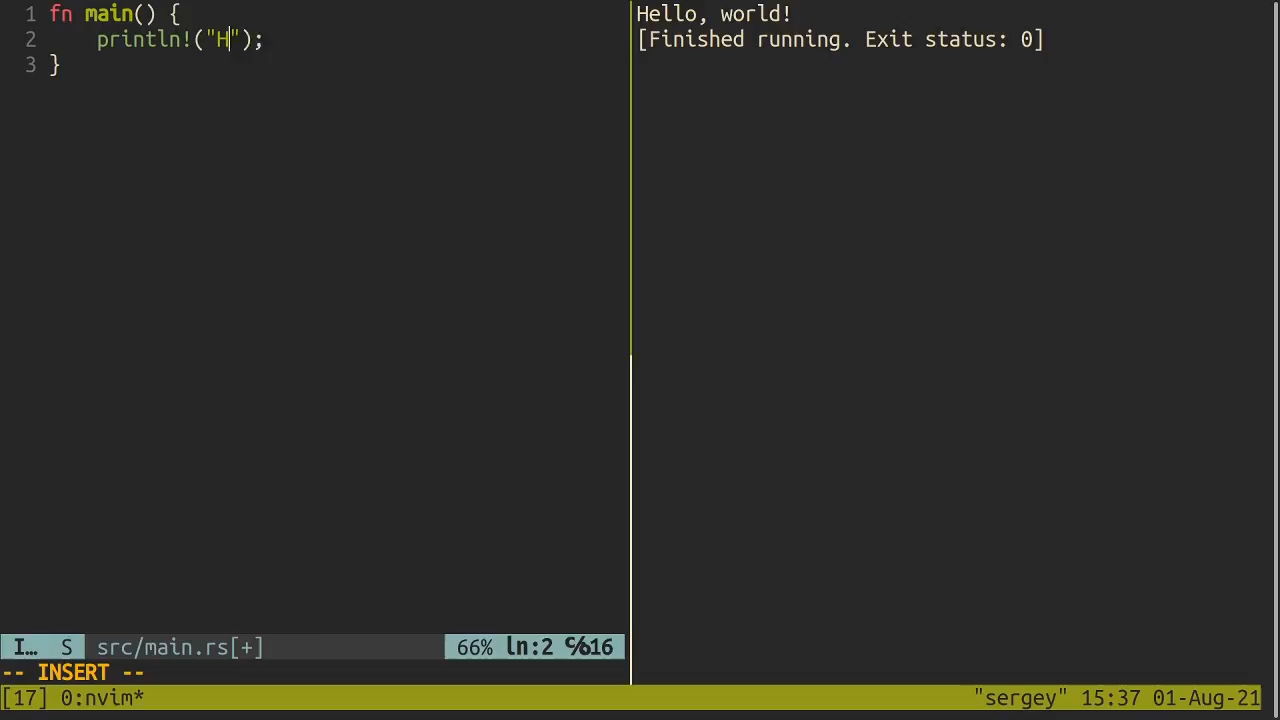 1 fn main() {
2     println!("H");
3 }
I… S src/main.rs[+] 66% ln:2 ℅16
-- INSERT --
Hello, world!
[Finished running. Exit status: 0]
[17] 0:nvim* "sergey" 15:37 01-Aug-21